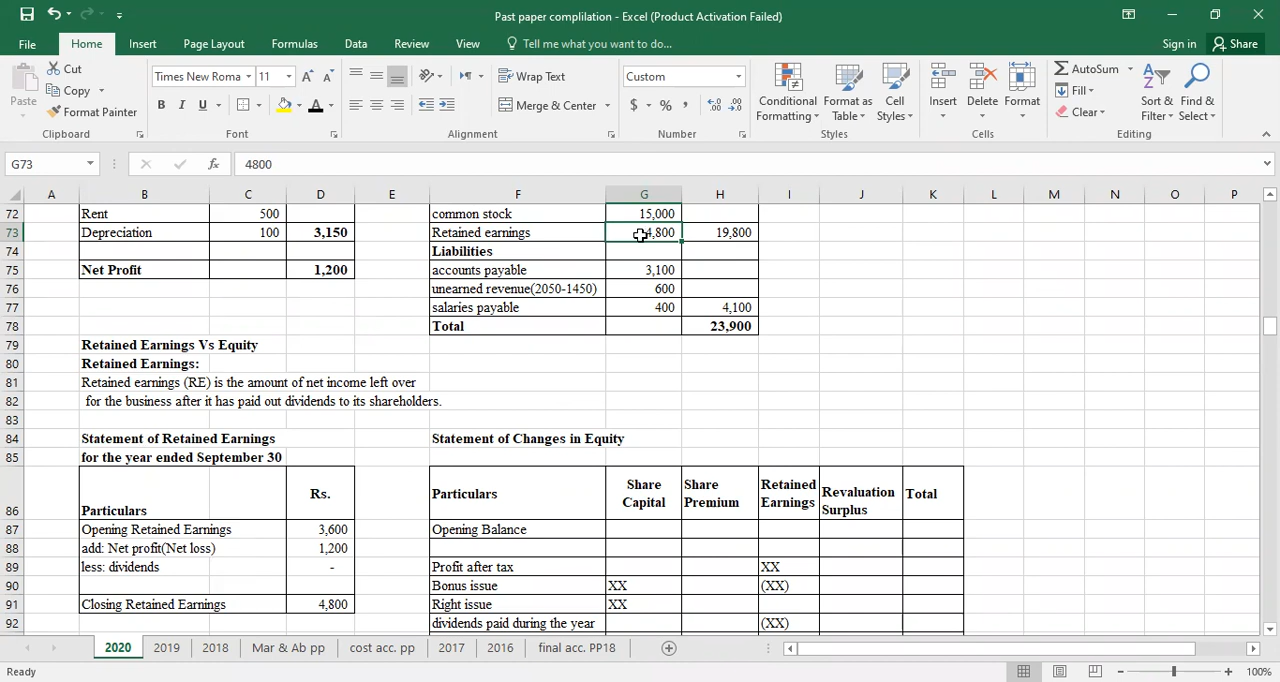 Past paper complilation - Excel (Product Activation Failed)
File Home Insert Page Layout Formulas Data Review View Tell me what you want to do... Sign in Share
Paste Cut Copy Format Painter
Times New Roma 11
B I U A
Wrap Text
Merge & Center
Custom
$ % ,
Conditional Formatting Format as Table Cell Styles
Insert Delete Format
AutoSum Fill Clear
Sort & Filter Find & Select
Clipboard Font Alignment Number Styles Cells Editing
G73 fx 4800
A B C D E F G H I J K L M N O P
72 Rent 500 common stock 15,000
73 Depreciation 100 3,150 Retained earnings 4,800 19,800
74 Liabilities
75 Net Profit 1,200 accounts payable 3,100
76 unearned revenue(2050-1450) 600
77 salaries payable 400 4,100
78 Total 23,900
79 Retained Earnings Vs Equity
80 Retained Earnings:
81 Retained earnings (RE) is the amount of net income left over
82 for the business after it has paid out dividends to its shareholders.
83
84 Statement of Retained Earnings Statement of Changes in Equity
85 for the year ended September 30
86 Particulars Rs. Particulars Share Capital Share Premium Retained Earnings Revaluation Surplus Total
87 Opening Retained Earnings 3,600 Opening Balance
88 add: Net profit(Net loss) 1,200
89 less: dividends - Profit after tax XX
90 Bonus issue XX (XX)
91 Closing Retained Earnings 4,800 Right issue XX
92 dividends paid during the year (XX)
2020 2019 2018 Mar & Ab pp cost acc. pp 2017 2016 final acc. PP18
Ready 100%